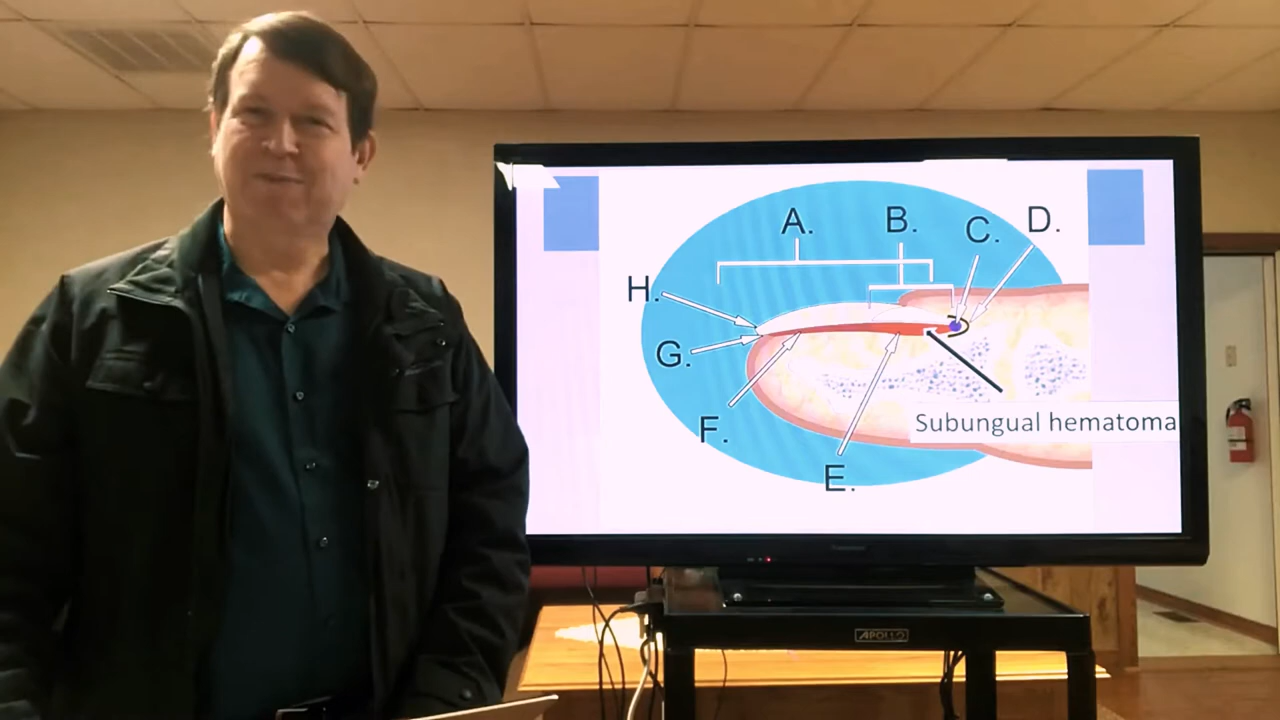 A.
B.
C.
D.
H.
G.
F.
E.
Subungual hematoma
APOLLO